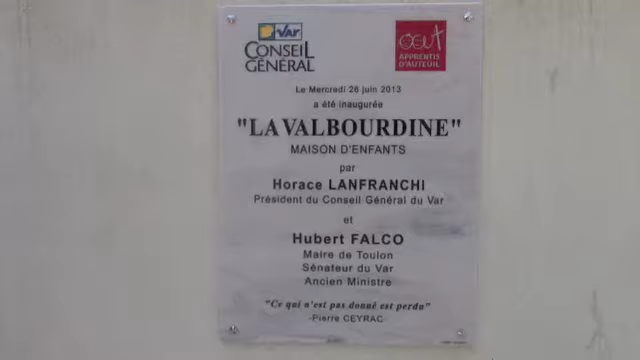 Var
CONSEIL
GÉNÉRAL
APPRENTIS
D'AUTEUIL
Le Mercredi 26 juin 2013
a été inaugurée
"LA VALBOURDINE"
MAISON D'ENFANTS
par
Horace LANFRANCHI
Président du Conseil Général du Var
et
Hubert FALCO
Maire de Toulon
Sénateur du Var
Ancien Ministre
"Ce qui n'est pas donné est perdu"
-Pierre CEYRAC